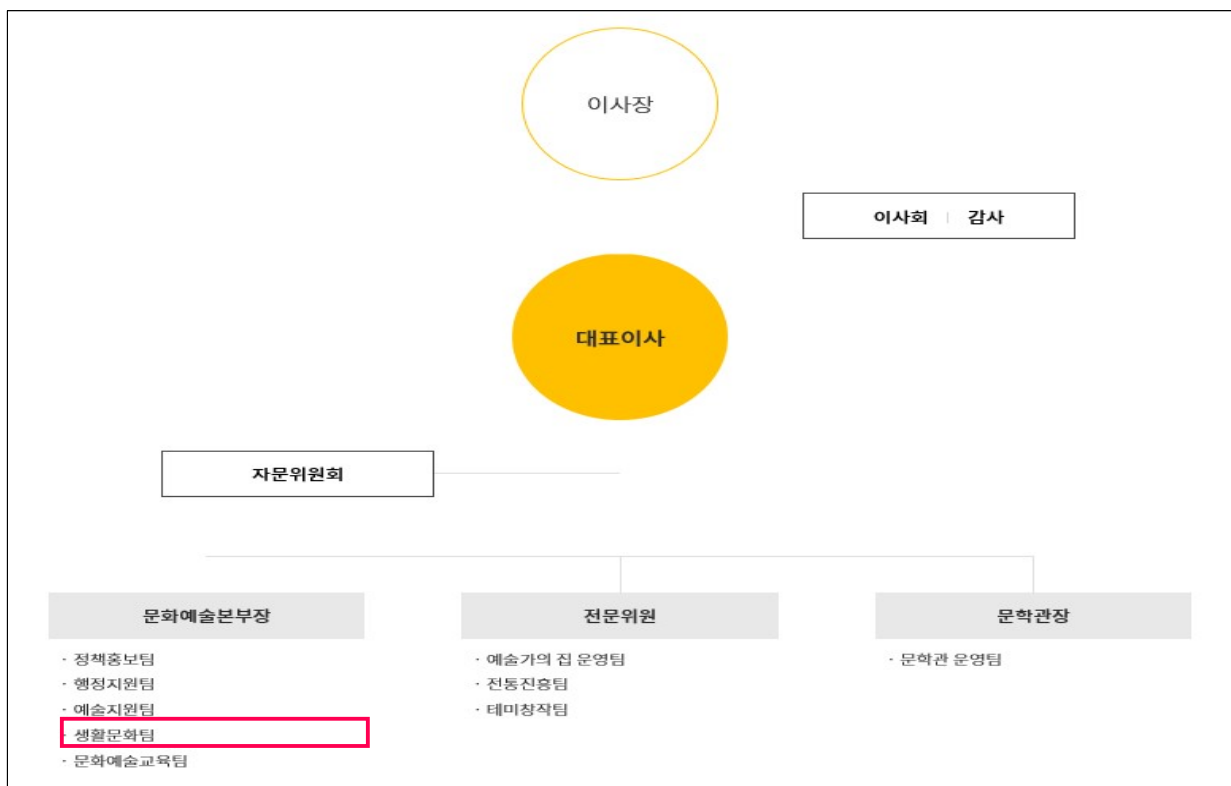 이사장
이사회 | 감사
대표이사
자문위원회
문화예술본부장
· 정책홍보팀
· 행정지원팀
· 예술지원팀
· 생활문화팀
· 문화예술교육팀
전문위원
· 예술가의 집 운영팀
· 전통진흥팀
· 테미창작팀
문학관장
· 문학관 운영팀